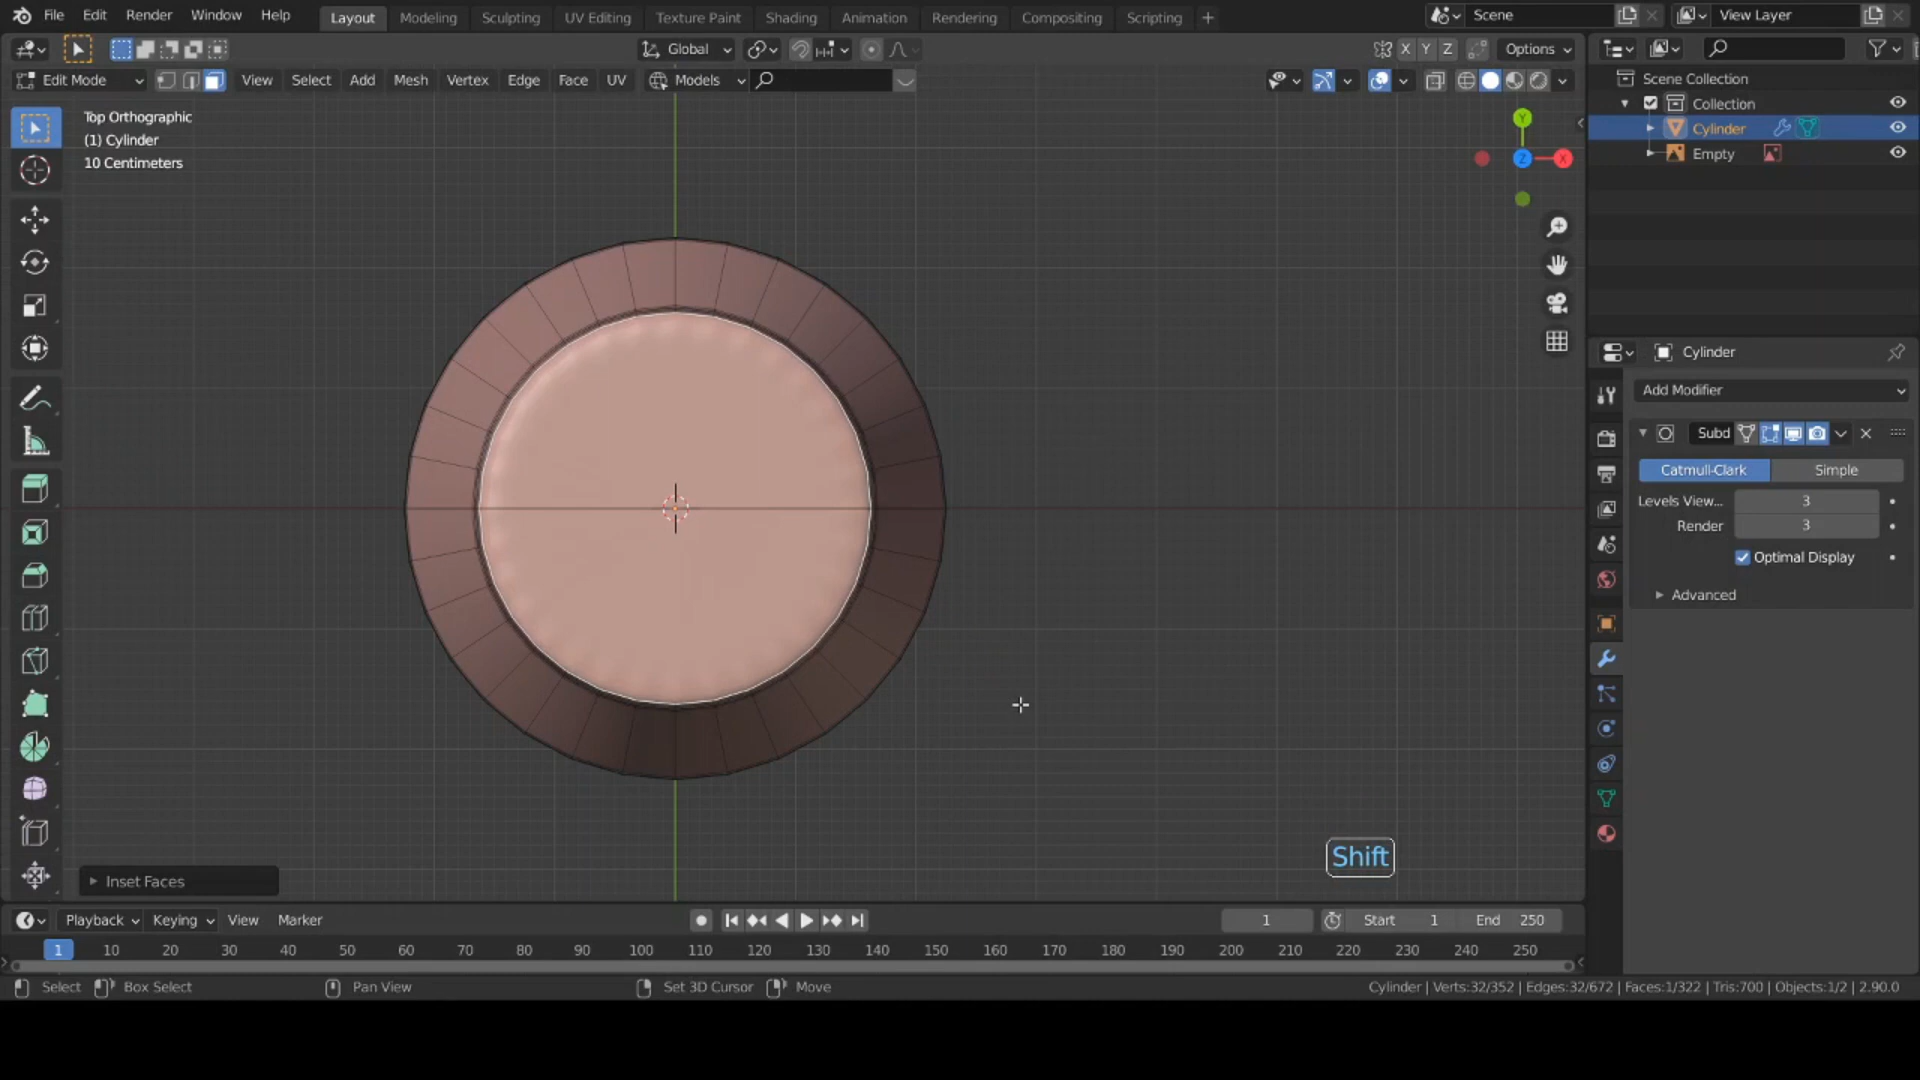 File Edit Render Window Help Layout Modeling Sculpting UV Editing Texture Paint Shading Animation Rendering Compositing Scripting + Scene View Layer
Global X Y Z Options
Edit Mode View Select Add Mesh Vertex Edge Face UV Models
Scene Collection
Collection
Cylinder
Empty
Top Orthographic
(1) Cylinder
10 Centimeters
Y
Z
X
Cylinder
Add Modifier
Subd
Catmull-Clark Simple
Levels View... 3
Render 3
Optimal Display
Advanced
Shift
Inset Faces
Playback Keying View Marker 1 Start 1 End 250
1 10 20 30 40 50 60 70 80 90 100 110 120 130 140 150 160 170 180 190 200 210 220 230 240 250
Select Box Select Pan View Set 3D Cursor Move Cylinder | Verts:32/352 | Edges:32/672 | Faces:1/322 | Tris:700 | Objects:1/2 | 2.90.0